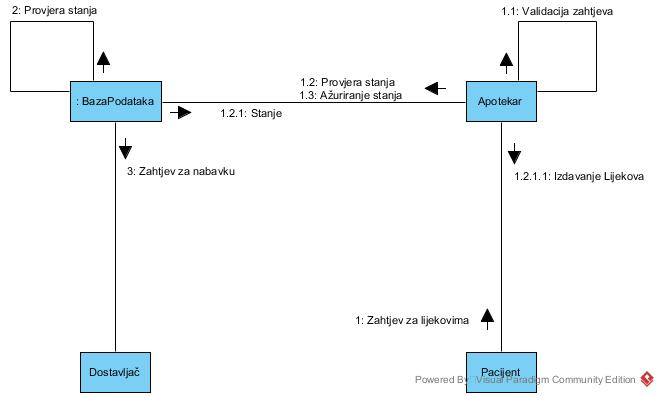 2: Provjera stanja
1.1: Validacija zahtjeva
1.2: Provjera stanja
1.3: Ažuriranje stanja
: BazaPodataka
Apotekar
1.2.1: Stanje
3: Zahtjev za nabavku
1.2.1.1: Izdavanje Lijekova
1: Zahtjev za lijekovima
Dostavljač
Pacijent
Powered By Visual Paradigm Community Edition